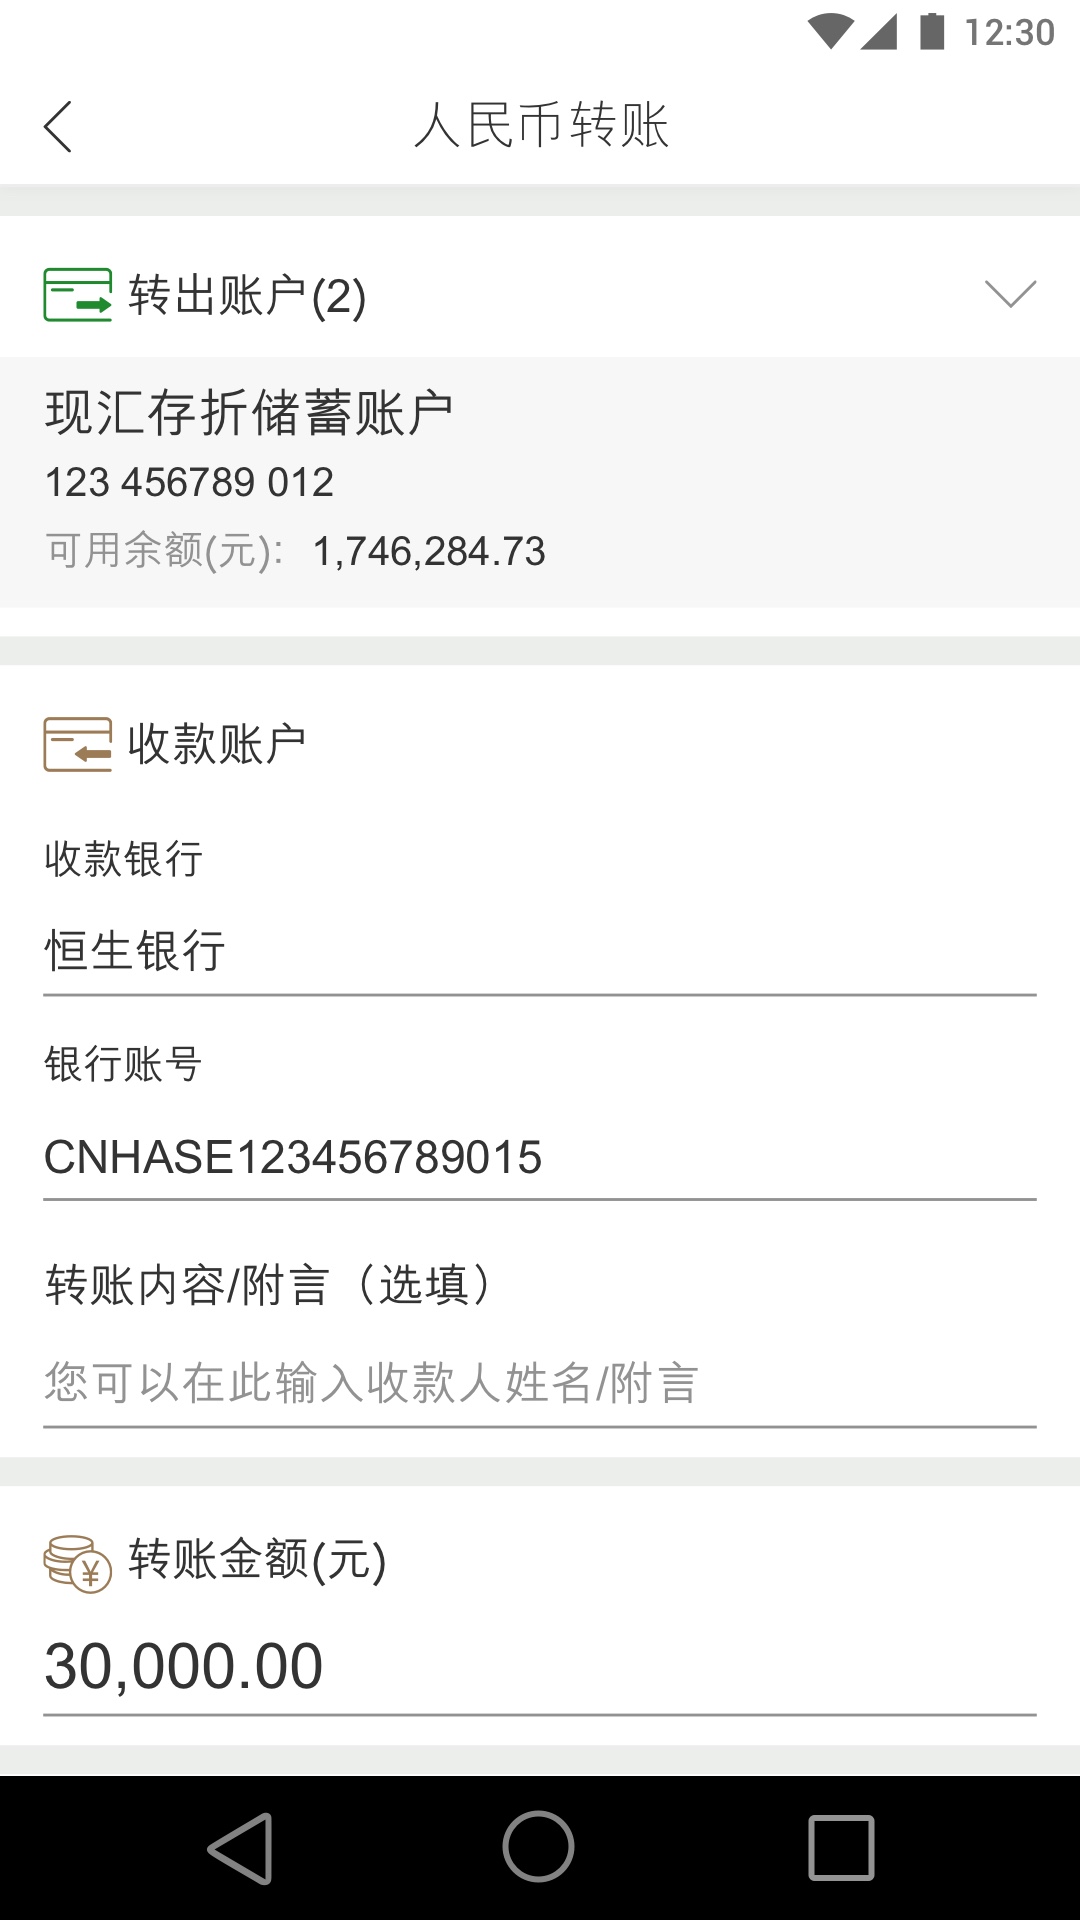 12:30
人民币转账
转出账户(2)
现汇存折储蓄账户
123 456789 012
可用余额(元): 1,746,284.73
收款账户
收款银行
恒生银行
银行账号
CNHASE123456789015
转账内容/附言（选填）
您可以在此输入收款人姓名/附言
¥ 转账金额(元)
30,000.00